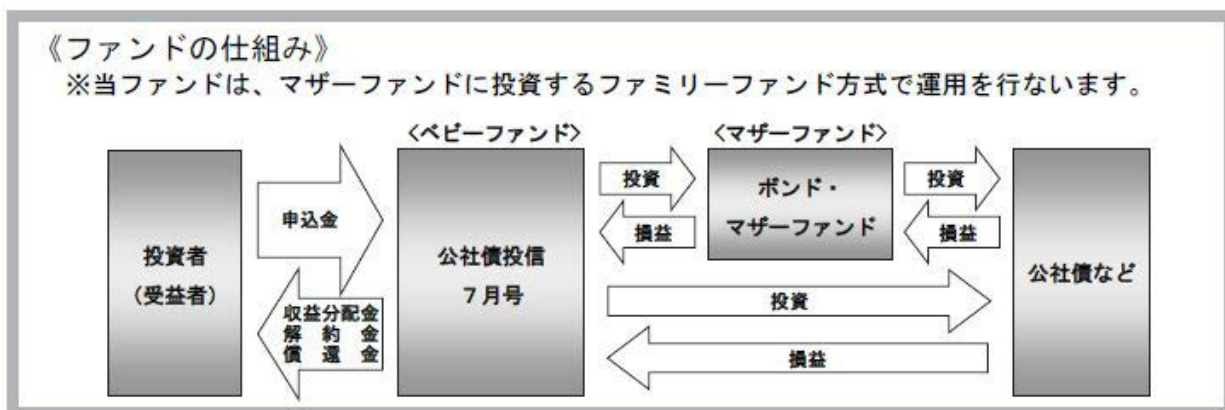 《ファンドの仕組み》
※当ファンドは、マザーファンドに投資するファミリーファンド方式で運用を行ないます。
〈ベビーファンド〉
〈マザーファンド〉
投資者
(受益者)
申込金
収益分配金
解約金
償還金
公社債投信
7月号
投資
損益
ボンド・
マザーファンド
投資
損益
投資
損益
公社債など